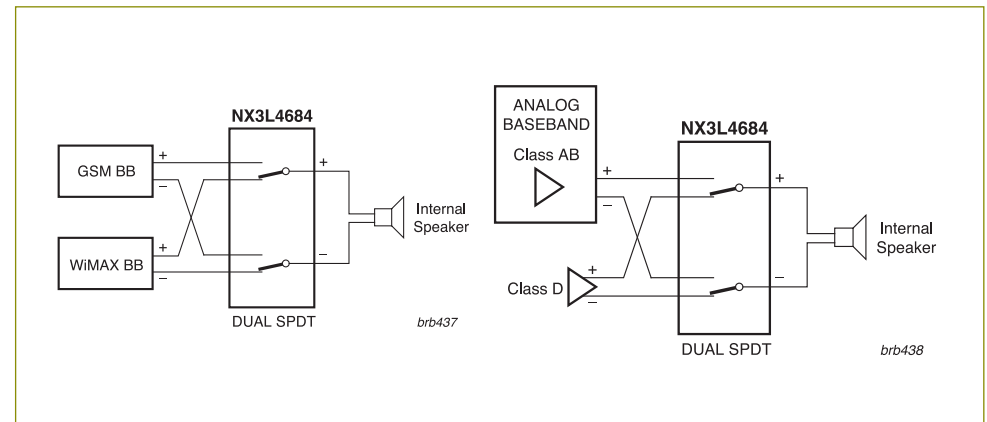 NX3L4684
GSM BB
+
–
WiMAX BB
+
–
+
–
Internal
Speaker
DUAL SPDT
brb437
ANALOG
BASEBAND
Class AB
NX3L4684
+
–
Class D
+
–
+
–
Internal
Speaker
DUAL SPDT
brb438